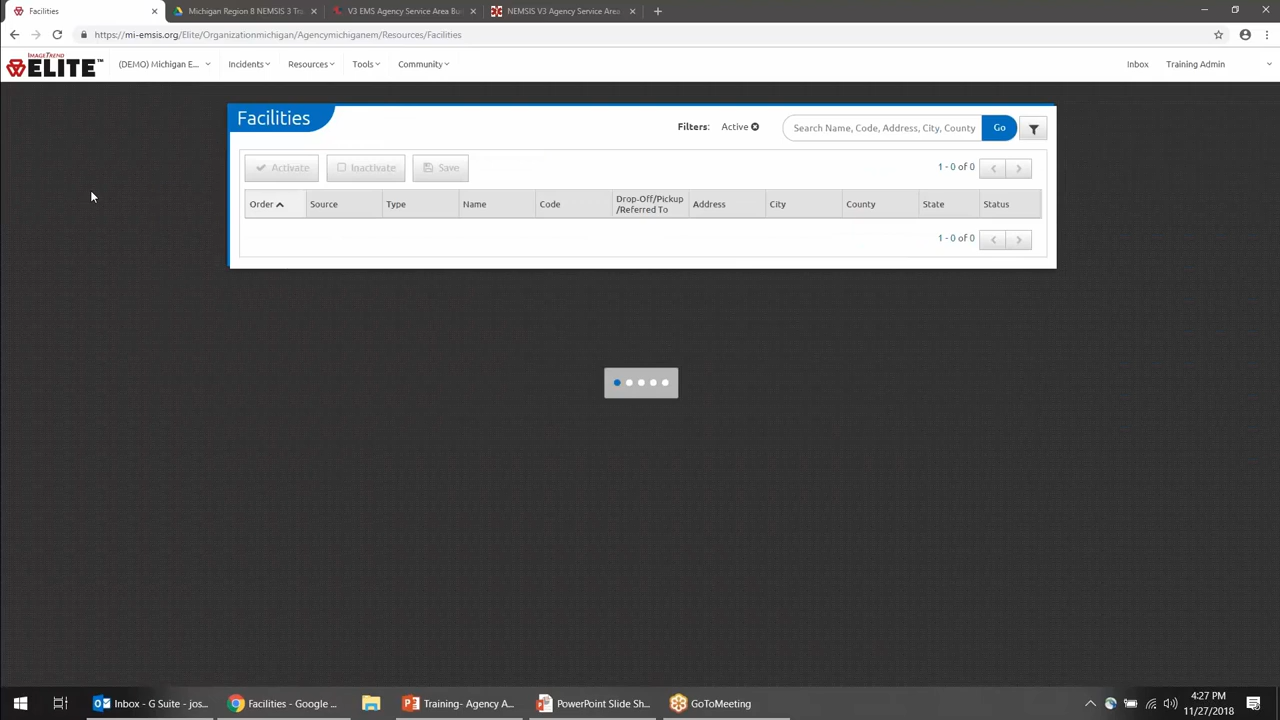 Facilities
Michigan Region 8 NEMSIS 3 Tra
V3 EMS Agency Service Area Bu
NEMSIS V3 Agency Service Area
https://mi-emsis.org/Elite/Organizationmichigan/Agencymichiganem/Resources/Facilities
IMAGETREND
ELITE™
(DEMO) Michigan E...
Incidents
Resources
Tools
Community
Inbox
Training Admin
Facilities
Filters:
Active
Search Name, Code, Address, City, County
Go
Activate
Inactivate
Save
1 - 0 of 0
Order
Source
Type
Name
Code
Drop-Off/Pickup
/Referred To
Address
City
County
State
Status
1 - 0 of 0
Inbox - G Suite - jos...
Facilities - Google ...
Training- Agency A...
PowerPoint Slide Sh...
GoToMeeting
4:27 PM
11/27/2018